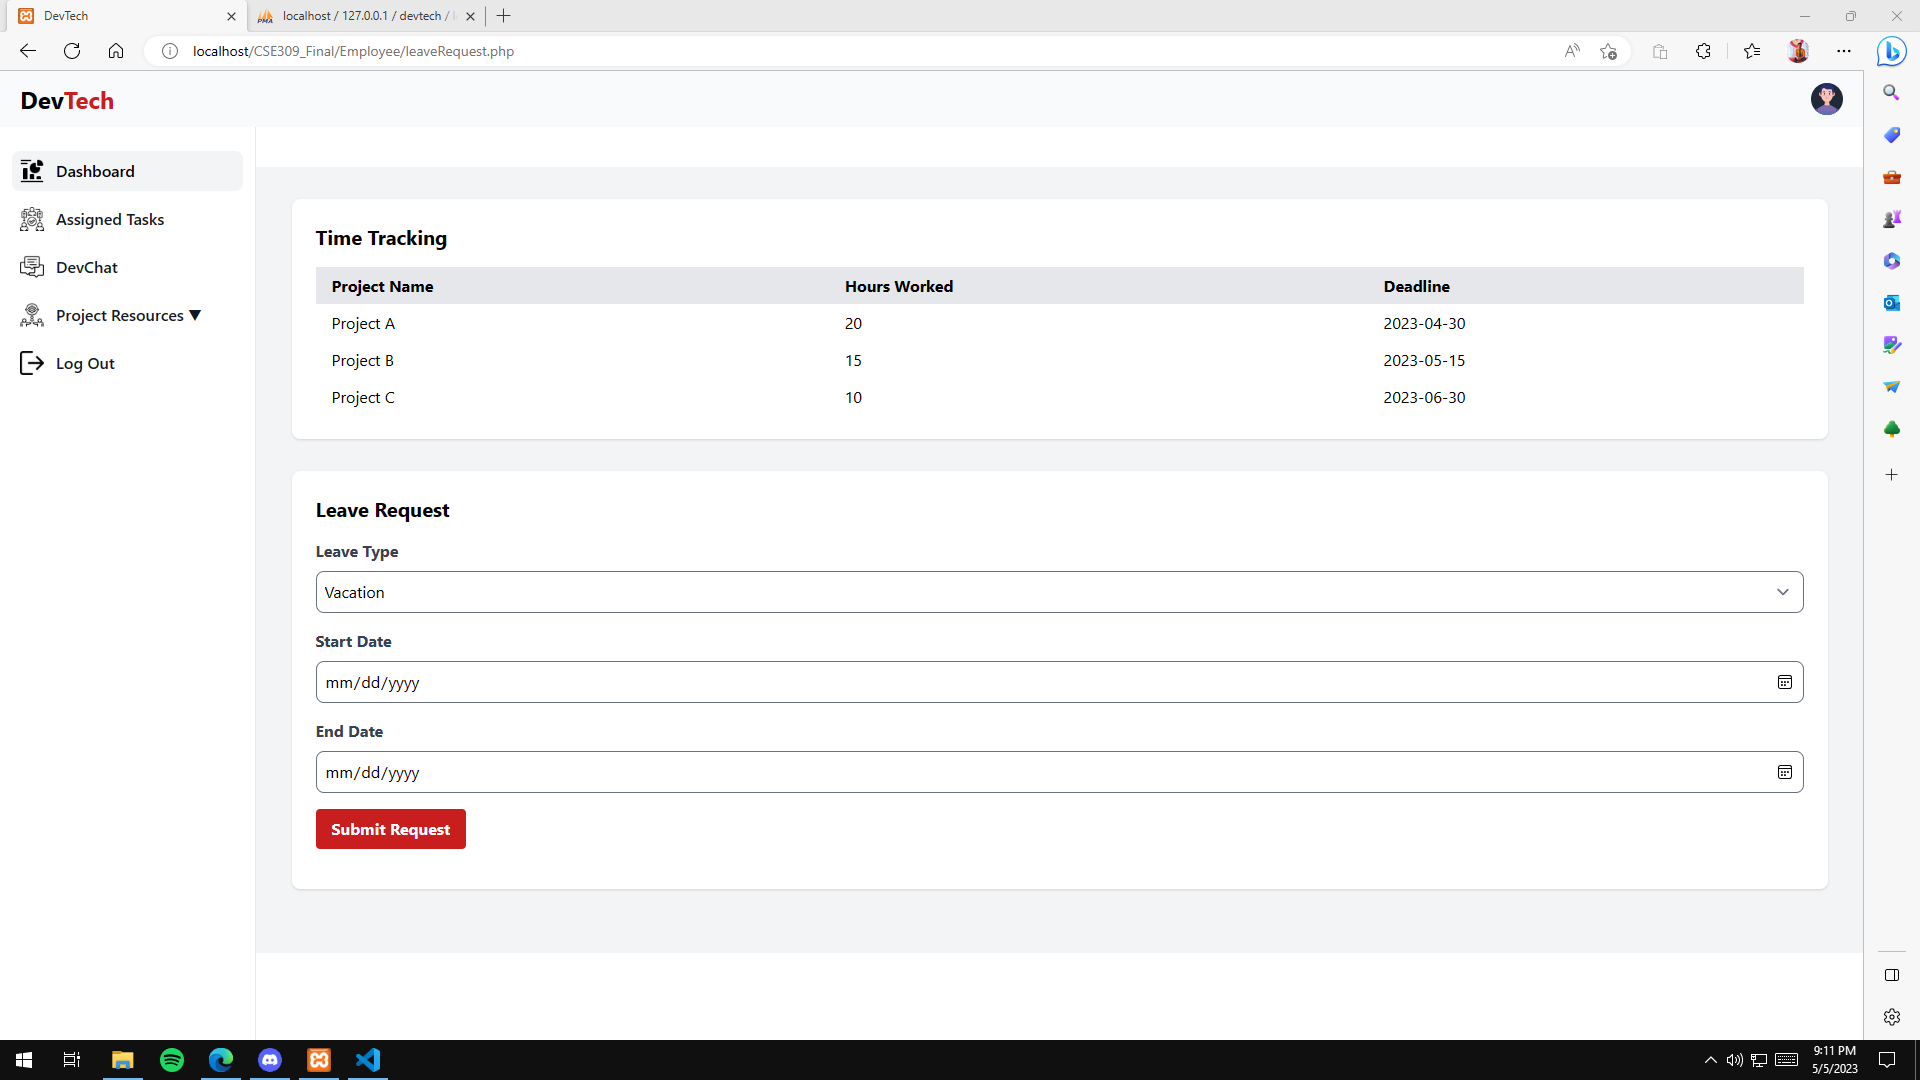 DevTech
localhost / 127.0.0.1 / devtech /
localhost/CSE309_Final/Employee/leaveRequest.php
DevTech
Dashboard
Assigned Tasks
DevChat
Project Resources ▼
Log Out
Time Tracking
Project Name Hours Worked Deadline
Project A 20 2023-04-30
Project B 15 2023-05-15
Project C 10 2023-06-30
Leave Request
Leave Type
Vacation
Start Date
mm/dd/yyyy
End Date
mm/dd/yyyy
Submit Request
9:11 PM
5/5/2023